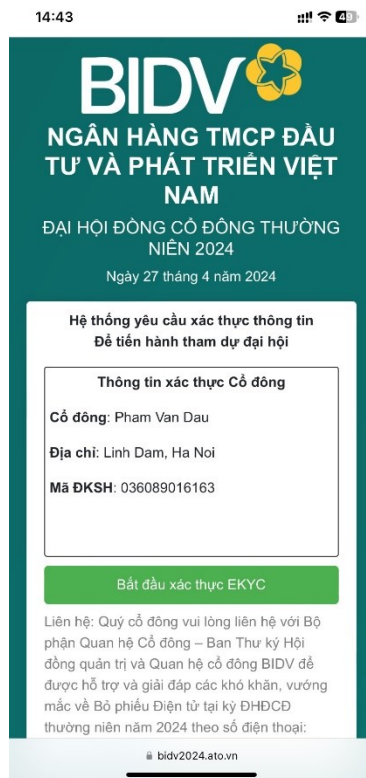 14:43
49
BIDV
NGÂN HÀNG TMCP ĐẦU
TƯ VÀ PHÁT TRIỂN VIỆT
NAM
ĐẠI HỘI ĐỒNG CỔ ĐÔNG THƯỜNG
NIÊN 2024
Ngày 27 tháng 4 năm 2024
Hệ thống yêu cầu xác thực thông tin
Để tiến hành tham dự đại hội
Thông tin xác thực Cổ đông
Cổ đông: Pham Van Dau
Địa chỉ: Linh Dam, Ha Noi
Mã ĐKSH: 036089016163
Bắt đầu xác thực EKYC
Liên hệ: Quý cổ đông vui lòng liên hệ với Bộ
phận Quan hệ Cổ đông – Ban Thư ký Hội
đồng quản trị và Quan hệ cổ đông BIDV để
được hỗ trợ và giải đáp các khó khăn, vướng
mắc về Bỏ phiếu Điện tử tại kỳ ĐHĐCĐ
thường niên năm 2024 theo số điện thoại:
bidv2024.ato.vn